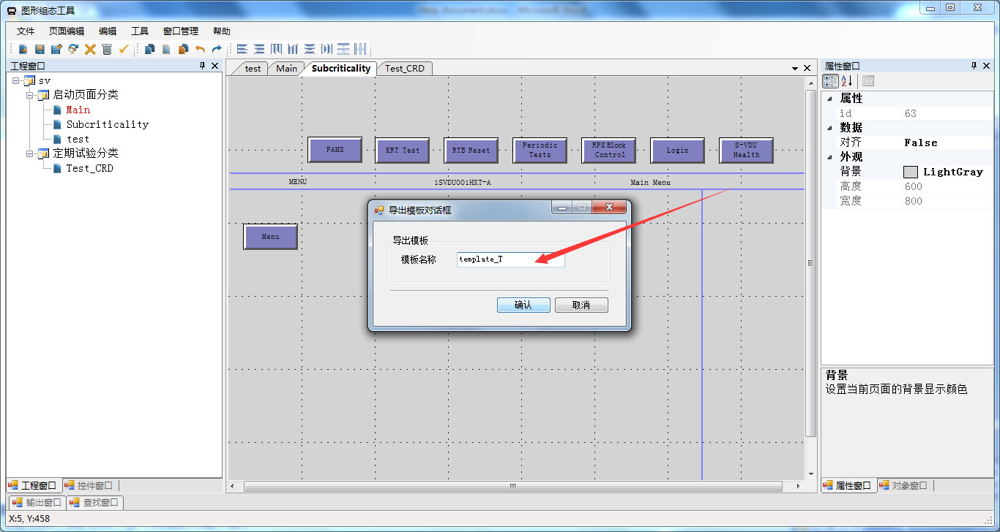 图形组态工具
文件 页面编辑 编辑 工具 窗口管理 帮助
工程窗口
sv
启动页面分类
Main
Subcriticality
test
定期试验分类
Test_CRD
工程窗口 控件窗口
输出窗口 查找窗口
X:5, Y:458
test Main Subcriticality Test_CRD
PAMS
KRT Test
RTB Reset
Periodic
Tests
RPS Block
Control
Login
S-VDU
Health
MENU 1SVDU001HXT-A Main Menu
Menu
导出模板对话框
导出模板
模板名称 template_T
确认 取消
属性窗口
属性
id 63
数据
对齐 False
外观
背景 LightGray
高度 600
宽度 800
背景
设置当前页面的背景显示颜色
属性窗口 对象窗口